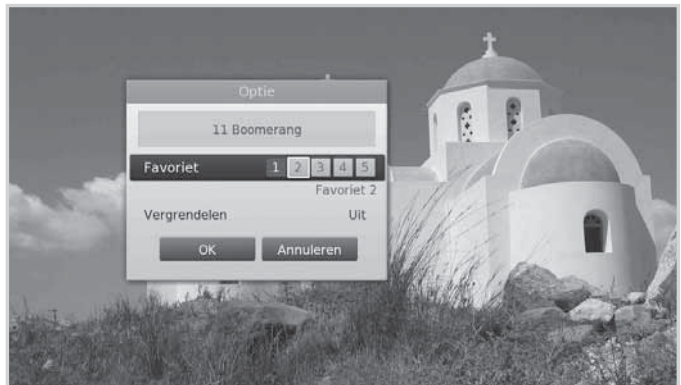 Optie
11 Boomerang
Favoriet 1 2 3 4 5
Favoriet 2
Vergrendelen Uit
OK Annuleren